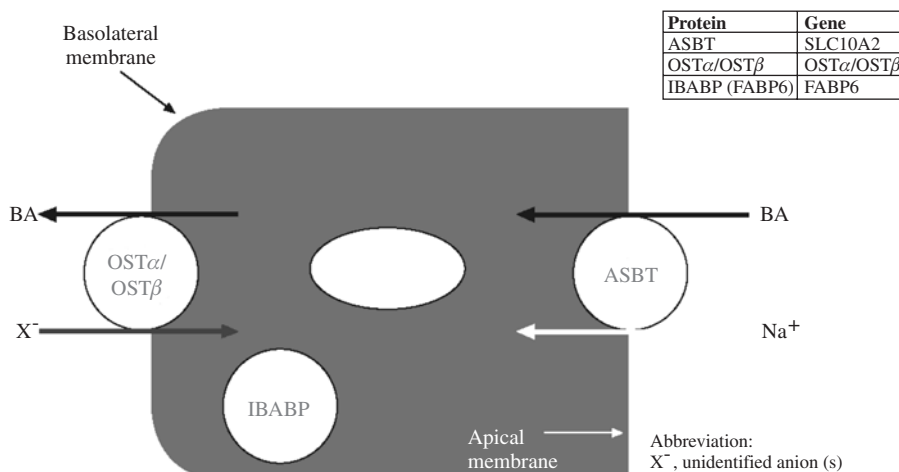 Basolateral
membrane
Protein Gene
ASBT SLC10A2
OSTα/OSTβ OSTα/OSTβ
IBABP (FABP6) FABP6
BA
BA
OSTα/
OSTβ
ASBT
X⁻
Na⁺
IBABP
Apical
membrane
Abbreviation:
X⁻, unidentified anion (s)